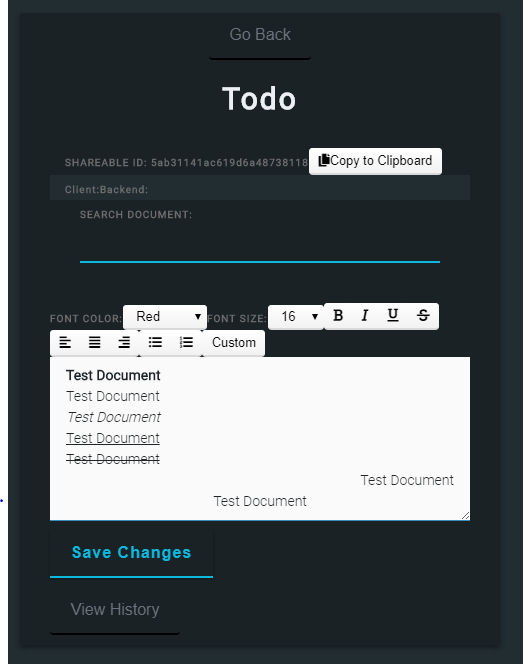 Go Back
Todo
SHAREABLE ID: 5ab31141ac619d6a48738118 Copy to Clipboard
Client:Backend:
SEARCH DOCUMENT:
FONT COLOR: Red FONT SIZE: 16 B I U S
Custom
Test Document
Test Document
Test Document
Test Document
Test Document
Test Document
Test Document
Save Changes
View History